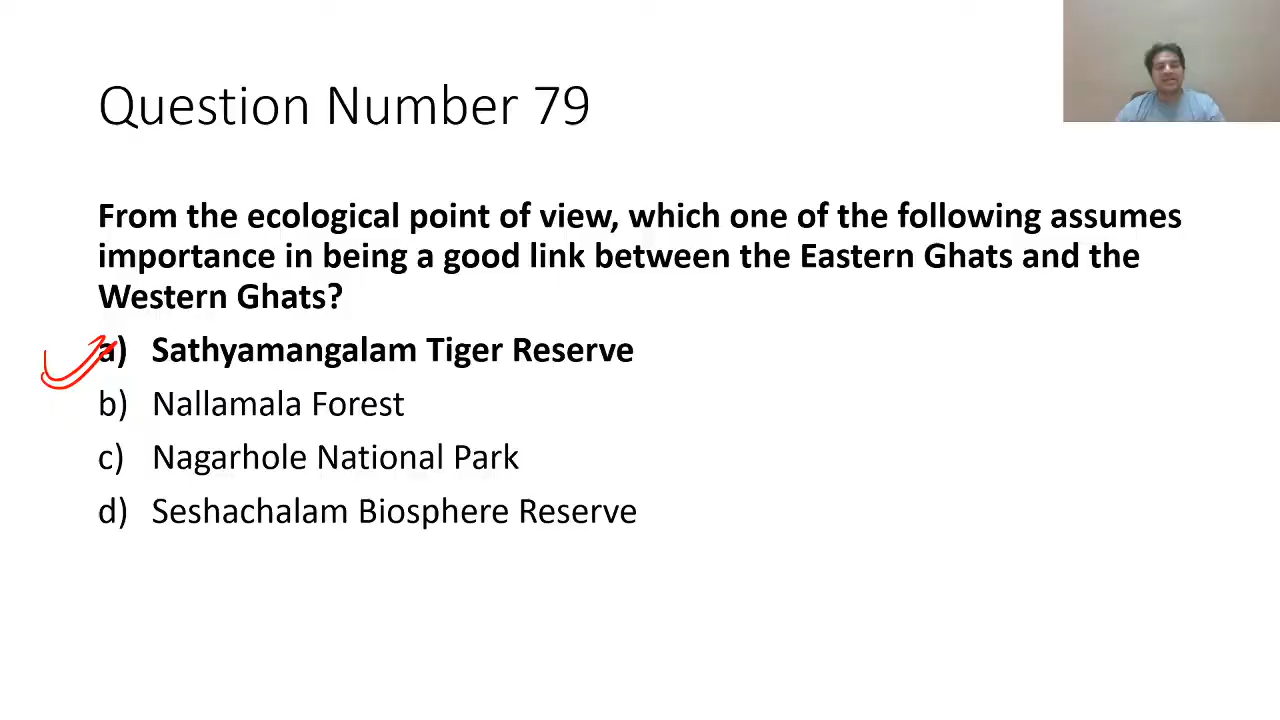 Question Number 79
From the ecological point of view, which one of the following assumes
importance in being a good link between the Eastern Ghats and the
Western Ghats?
a) Sathyamangalam Tiger Reserve
b) Nallamala Forest
c) Nagarhole National Park
d) Seshachalam Biosphere Reserve